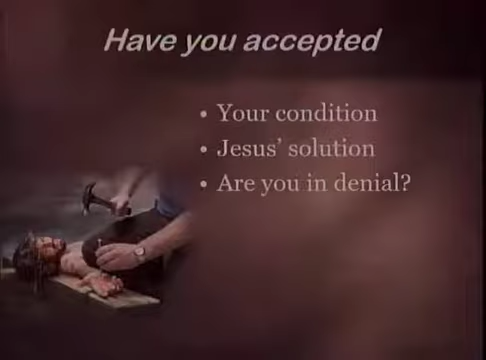 Have you accepted
• Your condition
• Jesus’ solution
• Are you in denial?